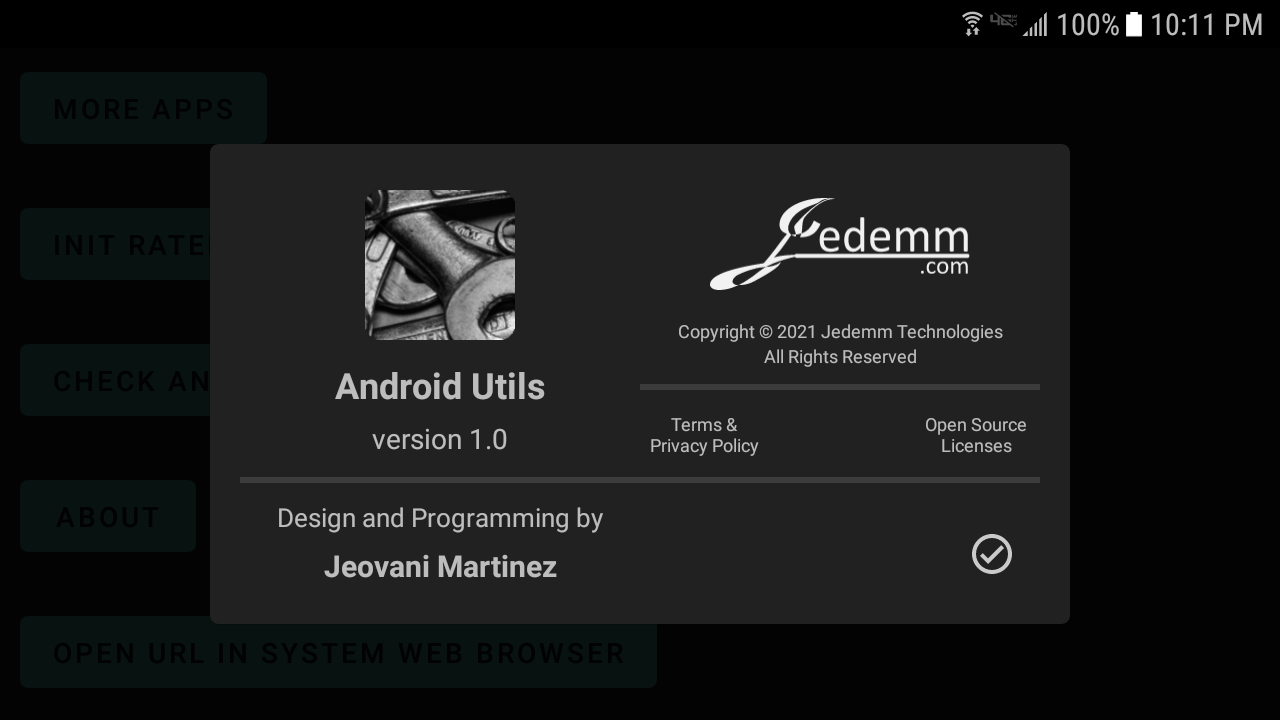 100% 10:11 PM
MORE APPS
INIT RATE
CHECK AN
ABOUT
OPEN URL IN SYSTEM WEB BROWSER
Android Utils
version 1.0
Jedemm
.com
Copyright © 2021 Jedemm Technologies
All Rights Reserved
Terms &
Privacy Policy
Open Source
Licenses
Design and Programming by
Jeovani Martinez